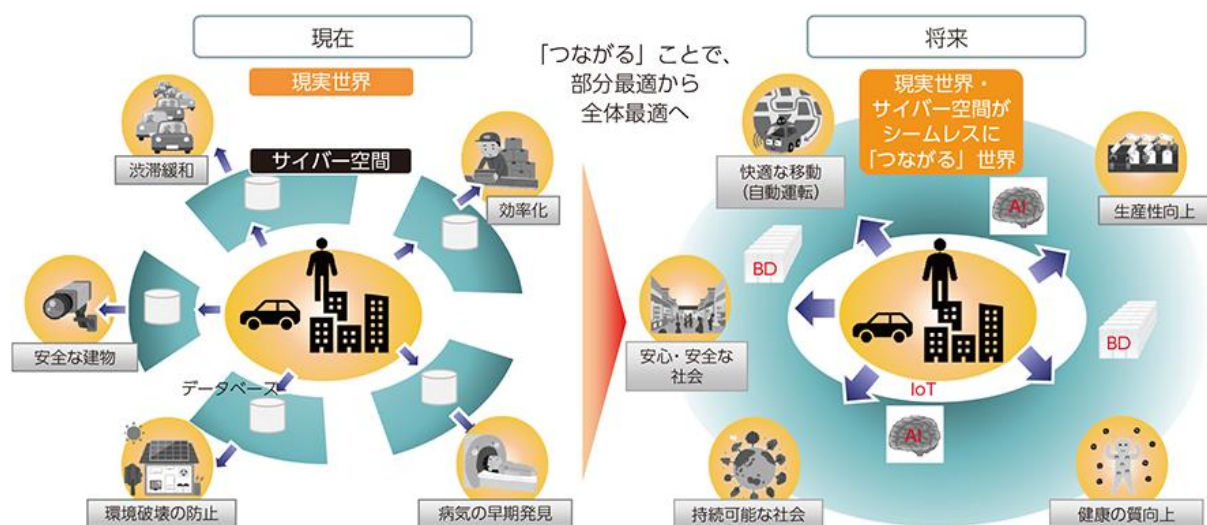 現在
現実世界
サイバー空間
渋滞緩和
効率化
安全な建物
データベース
環境破壊の防止
病気の早期発見
「つながる」ことで、
部分最適から
全体最適へ
将来
現実世界・
サイバー空間が
シームレスに
「つながる」世界
快適な移動
(自動運転)
AI
生産性向上
BD
安心・安全な
社会
BD
IoT
AI
持続可能な社会
健康の質向上